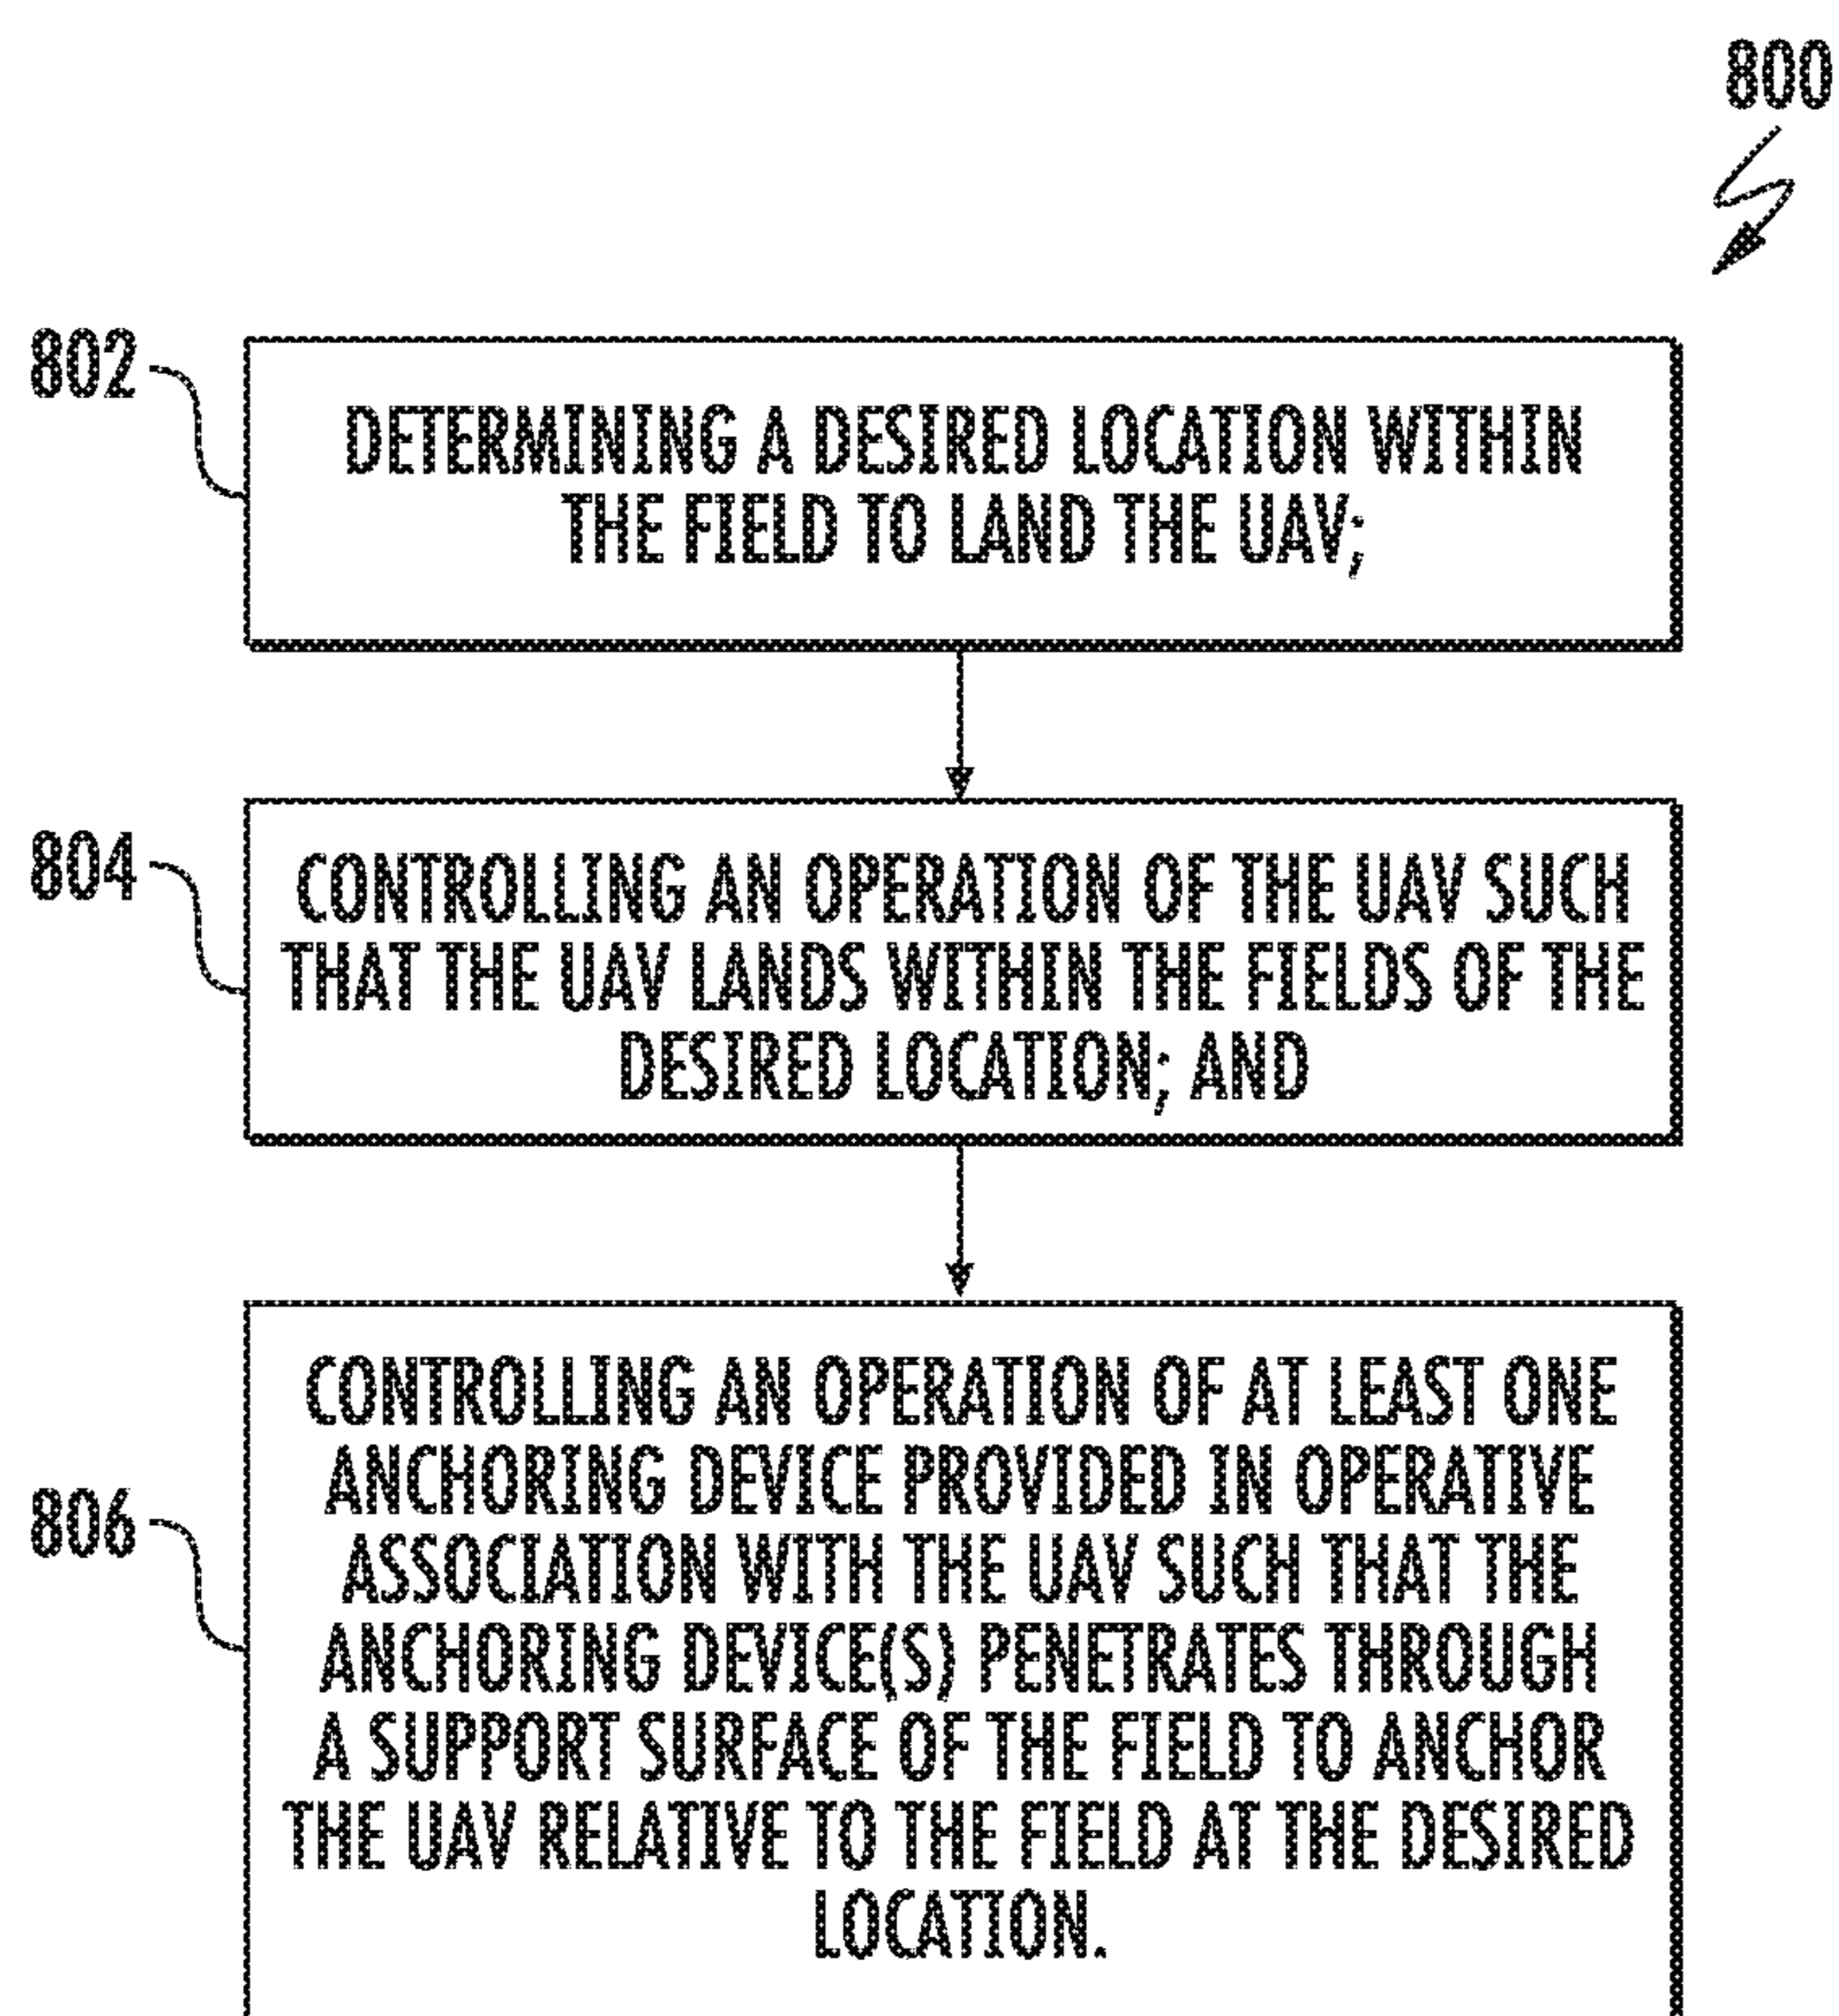 800
802
DETERMINING A DESIRED LOCATION WITHIN
THE FIELD TO LAND THE UAV;
804
CONTROLLING AN OPERATION OF THE UAV SUCH
THAT THE UAV LANDS WITHIN THE FIELDS OF THE
DESIRED LOCATION; AND
806
CONTROLLING AN OPERATION OF AT LEAST ONE
ANCHORING DEVICE PROVIDED IN OPERATIVE
ASSOCIATION WITH THE UAV SUCH THAT THE
ANCHORING DEVICE(S) PENETRATES THROUGH
A SUPPORT SURFACE OF THE FIELD TO ANCHOR
THE UAV RELATIVE TO THE FIELD AT THE DESIRED
LOCATION.